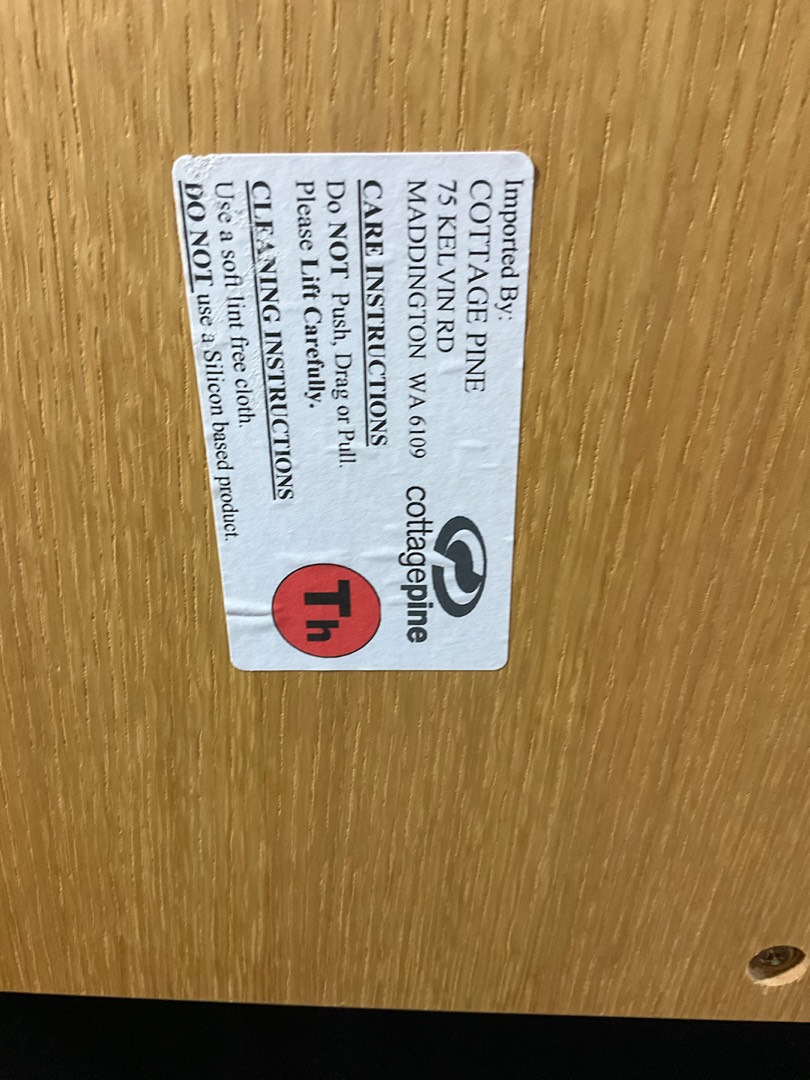 Imported By:
COTTAGE PINE
75 KELVIN RD
MADDINGTON WA 6109
cottagepine
CARE INSTRUCTIONS
Do NOT Push, Drag or Pull.
Please Lift Carefully.
CLEANING INSTRUCTIONS
Use a soft lint free cloth.
DO NOT use a Silicon based product.
Th